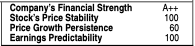 Company's Financial Strength A++
Stock's Price Stability 100
Price Growth Persistence 60
Earnings Predictability 100